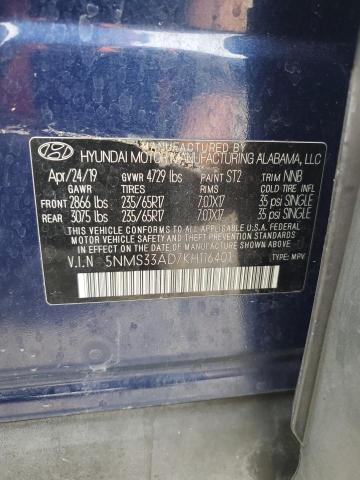 HYUNDAI MOTOR MANUFACTURING ALABAMA, LLC
Apr/24/19 GVWR 4729 lbs PAINT ST2 TRIM NNB
GAWR TIRES RIMS COLD TIRE INFL
FRONT 2866 lbs 235/65R17 7.0JX17 35 psi SINGLE
REAR 3075 lbs 235/65R17 7.0JX17 35 psi SINGLE
THIS VEHICLE CONFORMS TO ALL APPLICABLE U.S.A FEDERAL
MOTOR VEHICLE SAFETY AND THEFT PREVENTION STANDARDS
IN EFFECT ON THE DATE OF MANUFACTURE SHOWN ABOVE.
V.I.N 5NMS33AD7KH116401 TYPE: MPV